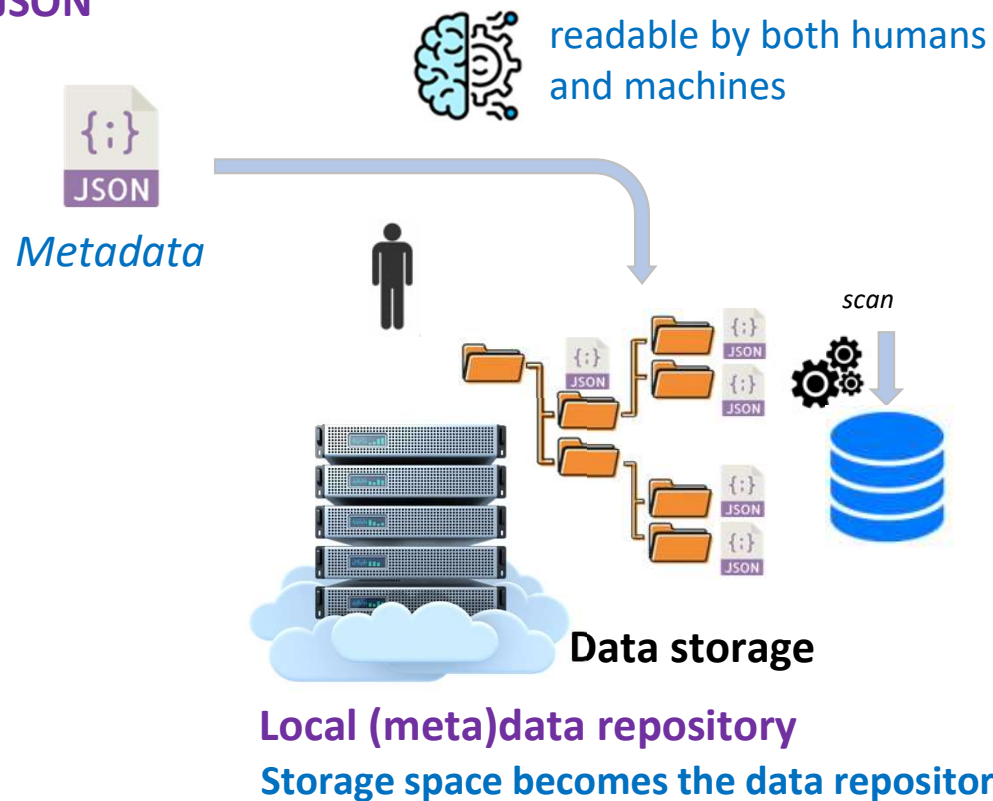 JSON
readable by both humans
and machines
{;}
JSON
Metadata
scan
{;}
JSON
{;}
JSON
{;}
JSON
{;}
JSON
{;}
JSON
Data storage
Local (meta)data repository
Storage space becomes the data repositor